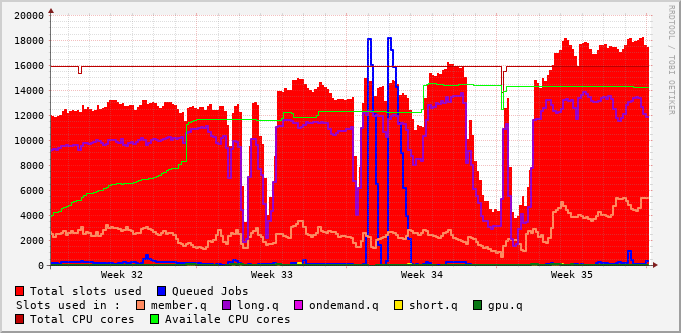 20000
18000
16000
14000
12000
10000
8000
6000
4000
2000
0
Week 32 Week 33 Week 34 Week 35
RRDTOOL / TOBI OETIKER
Total slots used Queued Jobs
Slots used in : member.q long.q ondemand.q short.q gpu.q
Total CPU cores Availale CPU cores